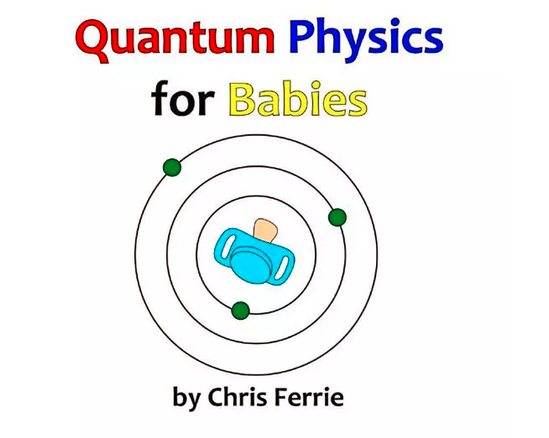 Quantum Physics
for Babies
by Chris Ferrie